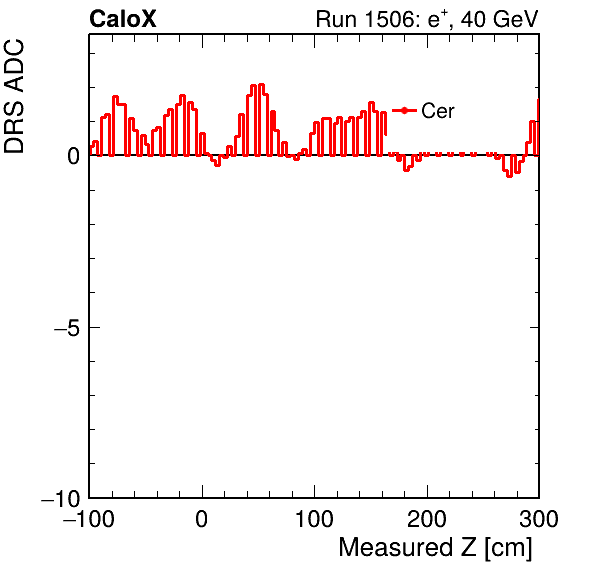 CaloX
Run 1506: e⁺, 40 GeV
DRS ADC
Cer
0
−5
−10
−100 0 100 200 300
Measured Z [cm]